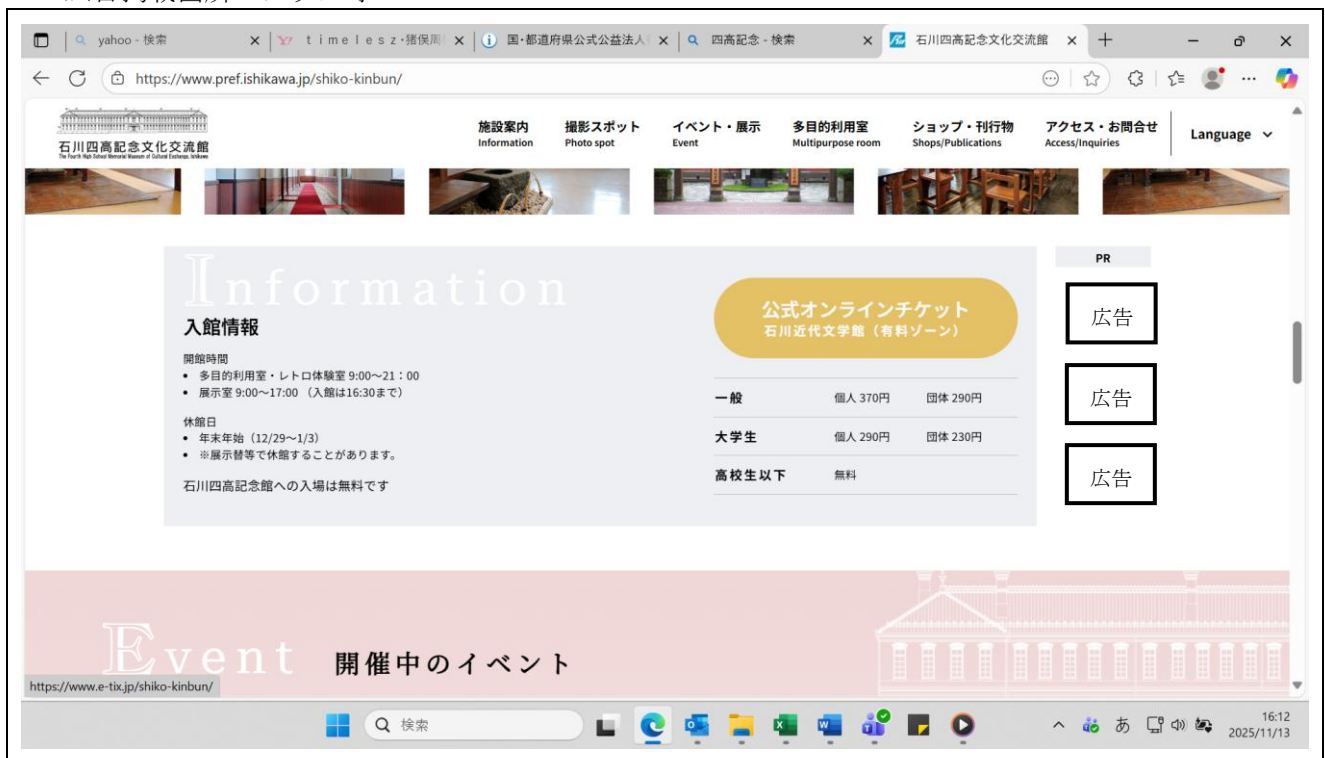 yahoo - 検索
ｔｉｍｅｌｅｓｚ・猪俣周
国・都道府県公式公益法人
四高記念 - 検索
石川四高記念文化交流館
https://www.pref.ishikawa.jp/shiko-kinbun/
石川四高記念文化交流館
施設案内
Information
撮影スポット
Photo spot
イベント・展示
Event
多目的利用室
Multipurpose room
ショップ・刊行物
Shops/Publications
アクセス・お問合せ
Access/Inquiries
Language
Information
入館情報
開館時間
• 多目的利用室・レトロ体験室 9:00～21：00
• 展示室 9:00～17:00 （入館は16:30まで）
休館日
• 年末年始（12/29～1/3）
• ※展示替等で休館することがあります。
石川四高記念館への入場は無料です
公式オンラインチケット
石川近代文学館（有料ゾーン）
一般 個人 370円 団体 290円
大学生 個人 290円 団体 230円
高校生以下 無料
PR
広告
広告
広告
Event 開催中のイベント
https://www.e-tix.jp/shiko-kinbun/
検索
あ
16:12
2025/11/13